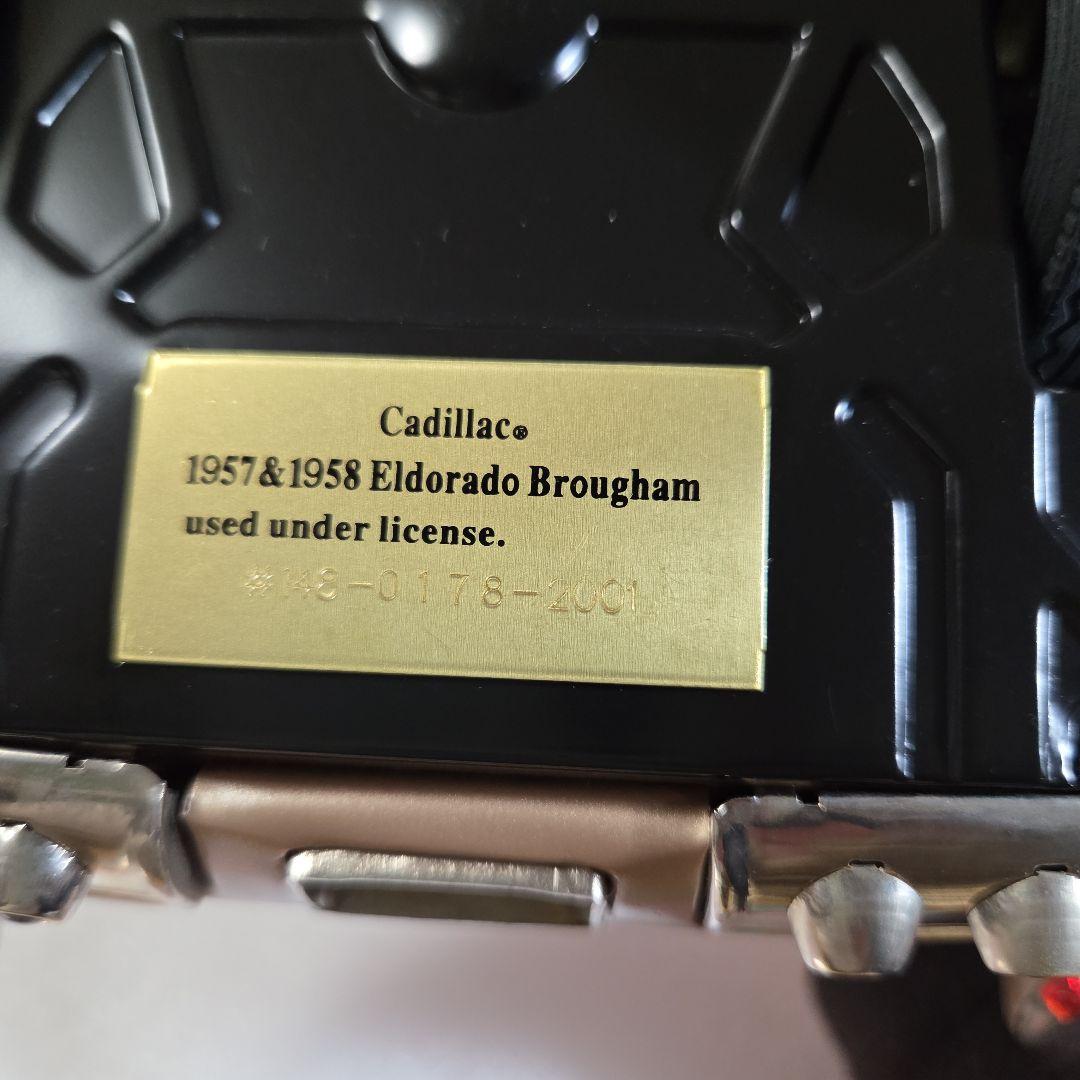 Cadillac®
1957&1958 Eldorado Brougham
used under license.
#148-0178-2001